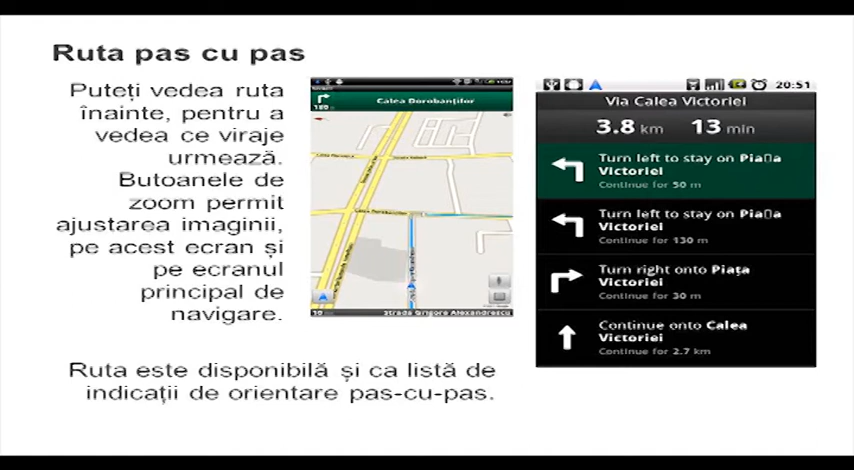 Ruta pas cu pas
Puteți vedea ruta
înainte, pentru a
vedea ce viraje
urmează.
Butoanele de
zoom permit
ajustarea imaginii,
pe acest ecran și
pe ecranul
principal de
navigare.
Calea Dorobanților
Strada Grigore Alexandrescu
20:51
Via Calea Victoriei
3.8 km 13 min
Turn left to stay on Pia▯a
Victoriei
Continue for 50 m
Turn left to stay on Pia▯a
Victoriei
Continue for 130 m
Turn right onto Piața
Victoriei
Continue for 30 m
Continue onto Calea
Victoriei
Continue for 2.7 km
Ruta este disponibilă și ca listă de
indicații de orientare pas-cu-pas.